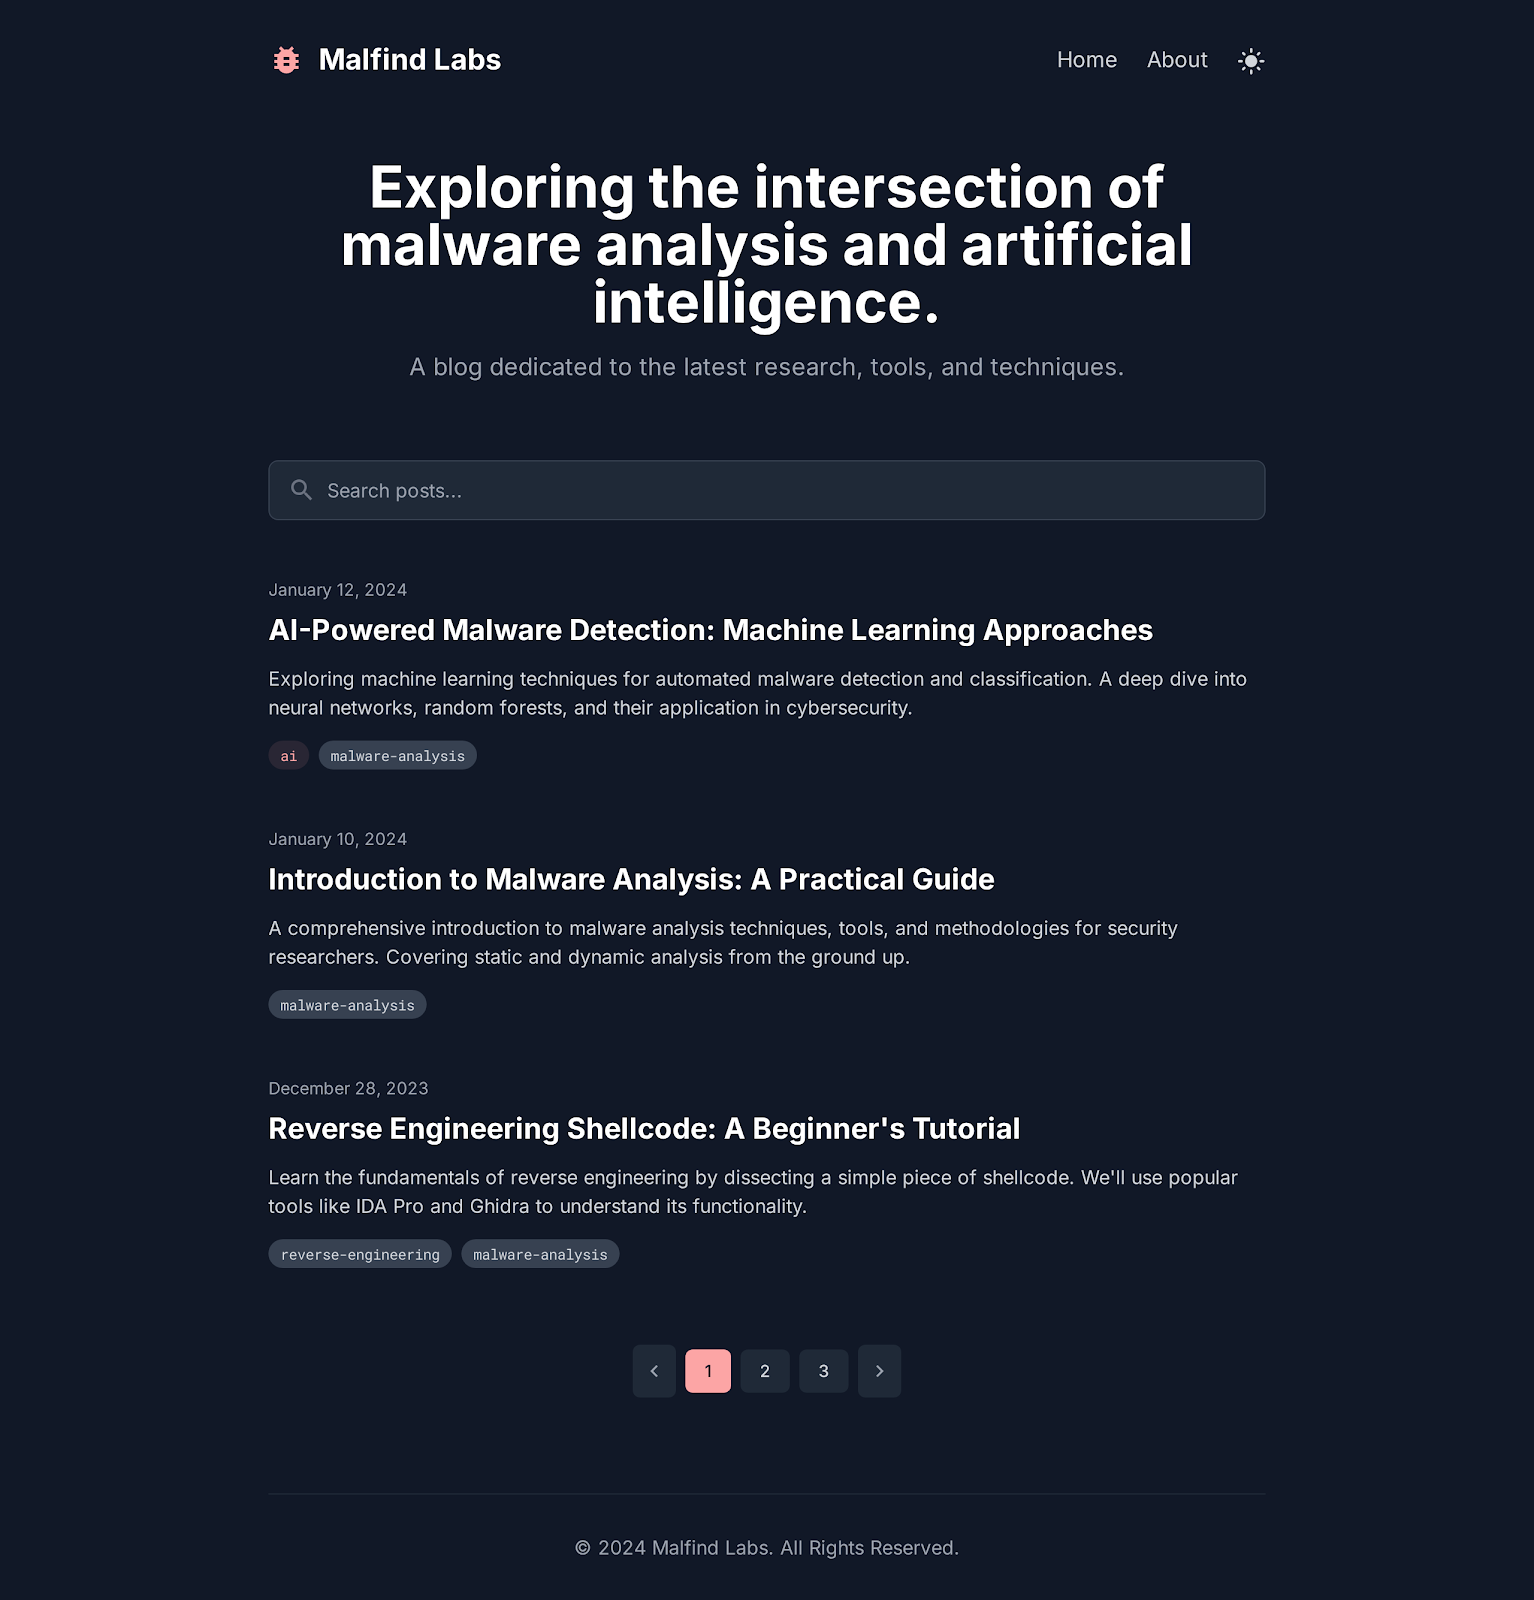 Malfind Labs
Home
About
Exploring the intersection of
malware analysis and artificial
intelligence.
A blog dedicated to the latest research, tools, and techniques.
Search posts...
January 12, 2024
AI-Powered Malware Detection: Machine Learning Approaches
Exploring machine learning techniques for automated malware detection and classification. A deep dive into
neural networks, random forests, and their application in cybersecurity.
ai
malware-analysis
January 10, 2024
Introduction to Malware Analysis: A Practical Guide
A comprehensive introduction to malware analysis techniques, tools, and methodologies for security
researchers. Covering static and dynamic analysis from the ground up.
malware-analysis
December 28, 2023
Reverse Engineering Shellcode: A Beginner's Tutorial
Learn the fundamentals of reverse engineering by dissecting a simple piece of shellcode. We'll use popular
tools like IDA Pro and Ghidra to understand its functionality.
reverse-engineering
malware-analysis
1
2
3
© 2024 Malfind Labs. All Rights Reserved.